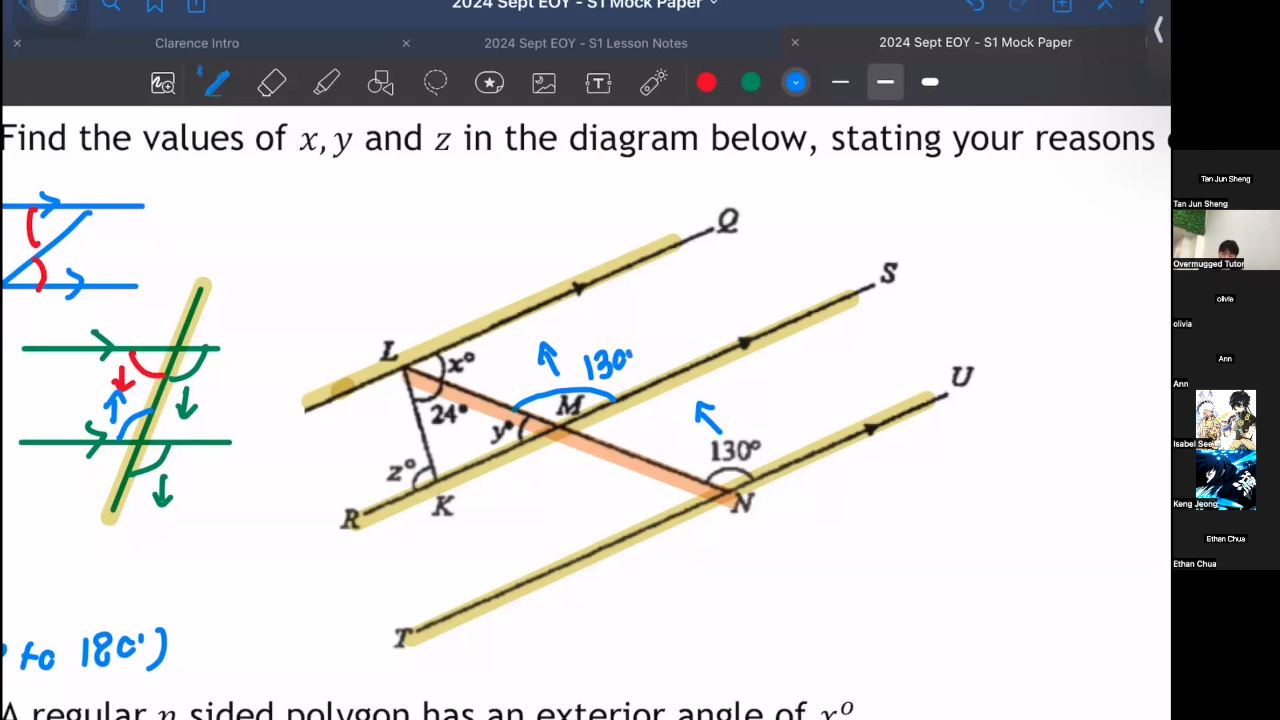 2024 Sept EOY - S1 Mock Paper
Clarence Intro
2024 Sept EOY - S1 Lesson Notes
2024 Sept EOY - S1 Mock Paper
Find the values of x, y and z in the diagram below, stating your reasons
Q
S
L
x°
130°
U
24°
M
y°
130°
z°
K
N
R
T
to 180°)
A regular n sided polygon has an exterior angle of x°
Tan Jun Sheng
Tan Jun Sheng
Overmugged Tutor
olivia
olivia
Ann
Ann
Isabel See
Keng Jeong
Ethan Chua
Ethan Chua